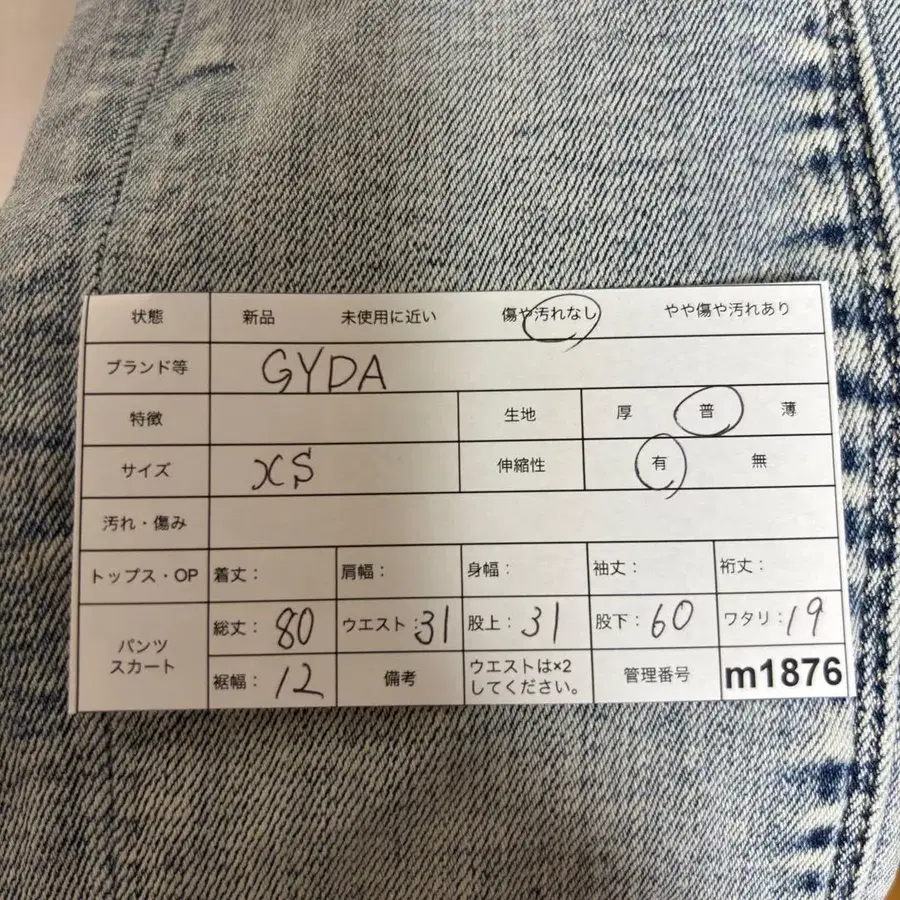 状態 新品 未使用に近い 傷や汚れなし やや傷や汚れあり
ブランド等 GYDA
特徴 生地 厚 普 薄
サイズ XS 伸縮性 有 無
汚れ・傷み
トップス・OP 着丈: 肩幅: 身幅: 袖丈: 裄丈:
パンツ
スカート
総丈: 80 ウエスト: 31 股上: 31 股下: 60 ワタリ: 19
裾幅: 12 備考 ウエストは×2
してください。 管理番号 m1876